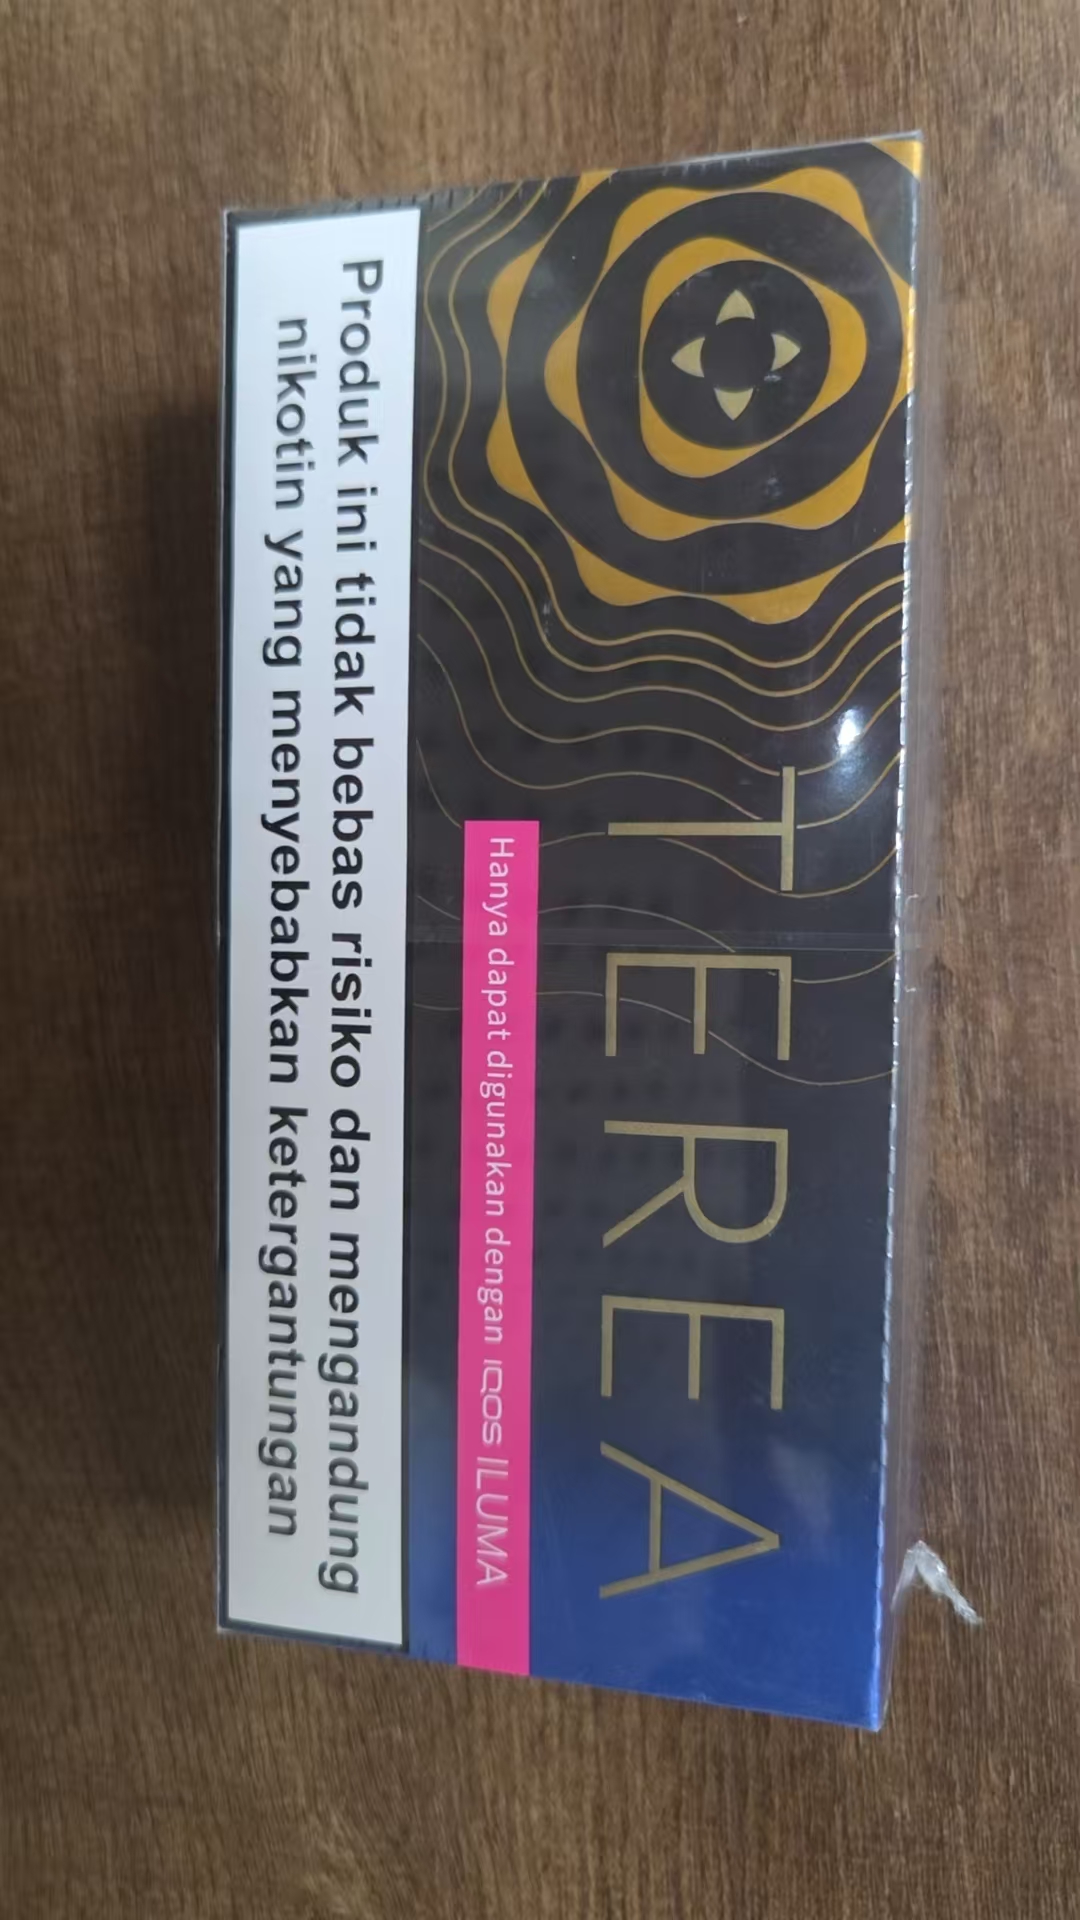 TEREA
Hanya dapat digunakan dengan IQOS ILUMA
Produk ini tidak bebas risiko dan mengandung
nikotin yang menyebabkan ketergantungan